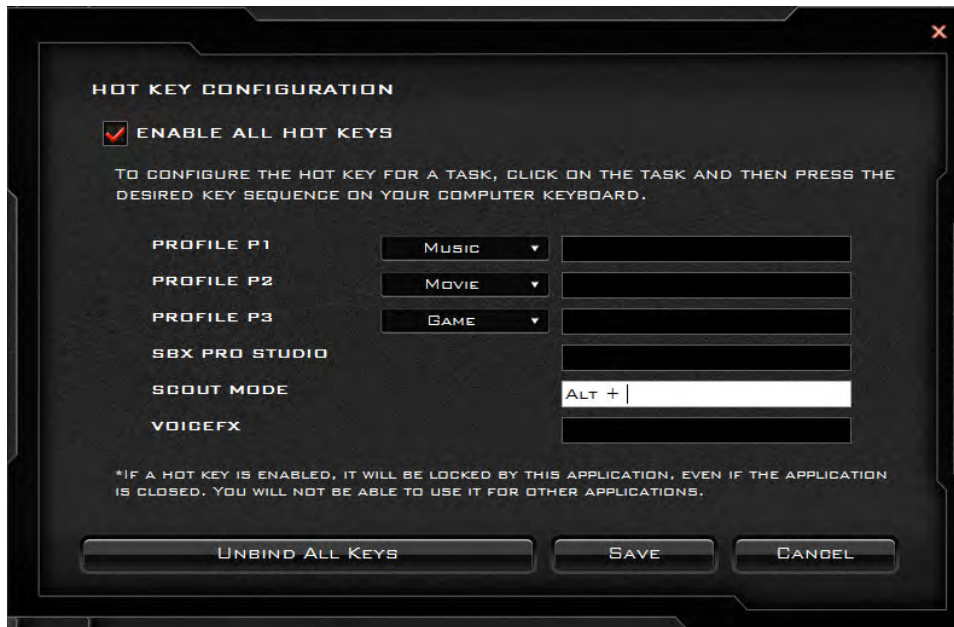 HOT KEY CONFIGURATION
ENABLE ALL HOT KEYS
TO CONFIGURE THE HOT KEY FOR A TASK, CLICK ON THE TASK AND THEN PRESS THE
DESIRED KEY SEQUENCE ON YOUR COMPUTER KEYBOARD.
PROFILE P1 MUSIC
PROFILE P2 MOVIE
PROFILE P3 GAME
SBX PRO STUDIO
SCOUT MODE ALT +
VOICEFX
*IF A HOT KEY IS ENABLED, IT WILL BE LOCKED BY THIS APPLICATION, EVEN IF THE APPLICATION
IS CLOSED. YOU WILL NOT BE ABLE TO USE IT FOR OTHER APPLICATIONS.
UNBIND ALL KEYS SAVE CANCEL